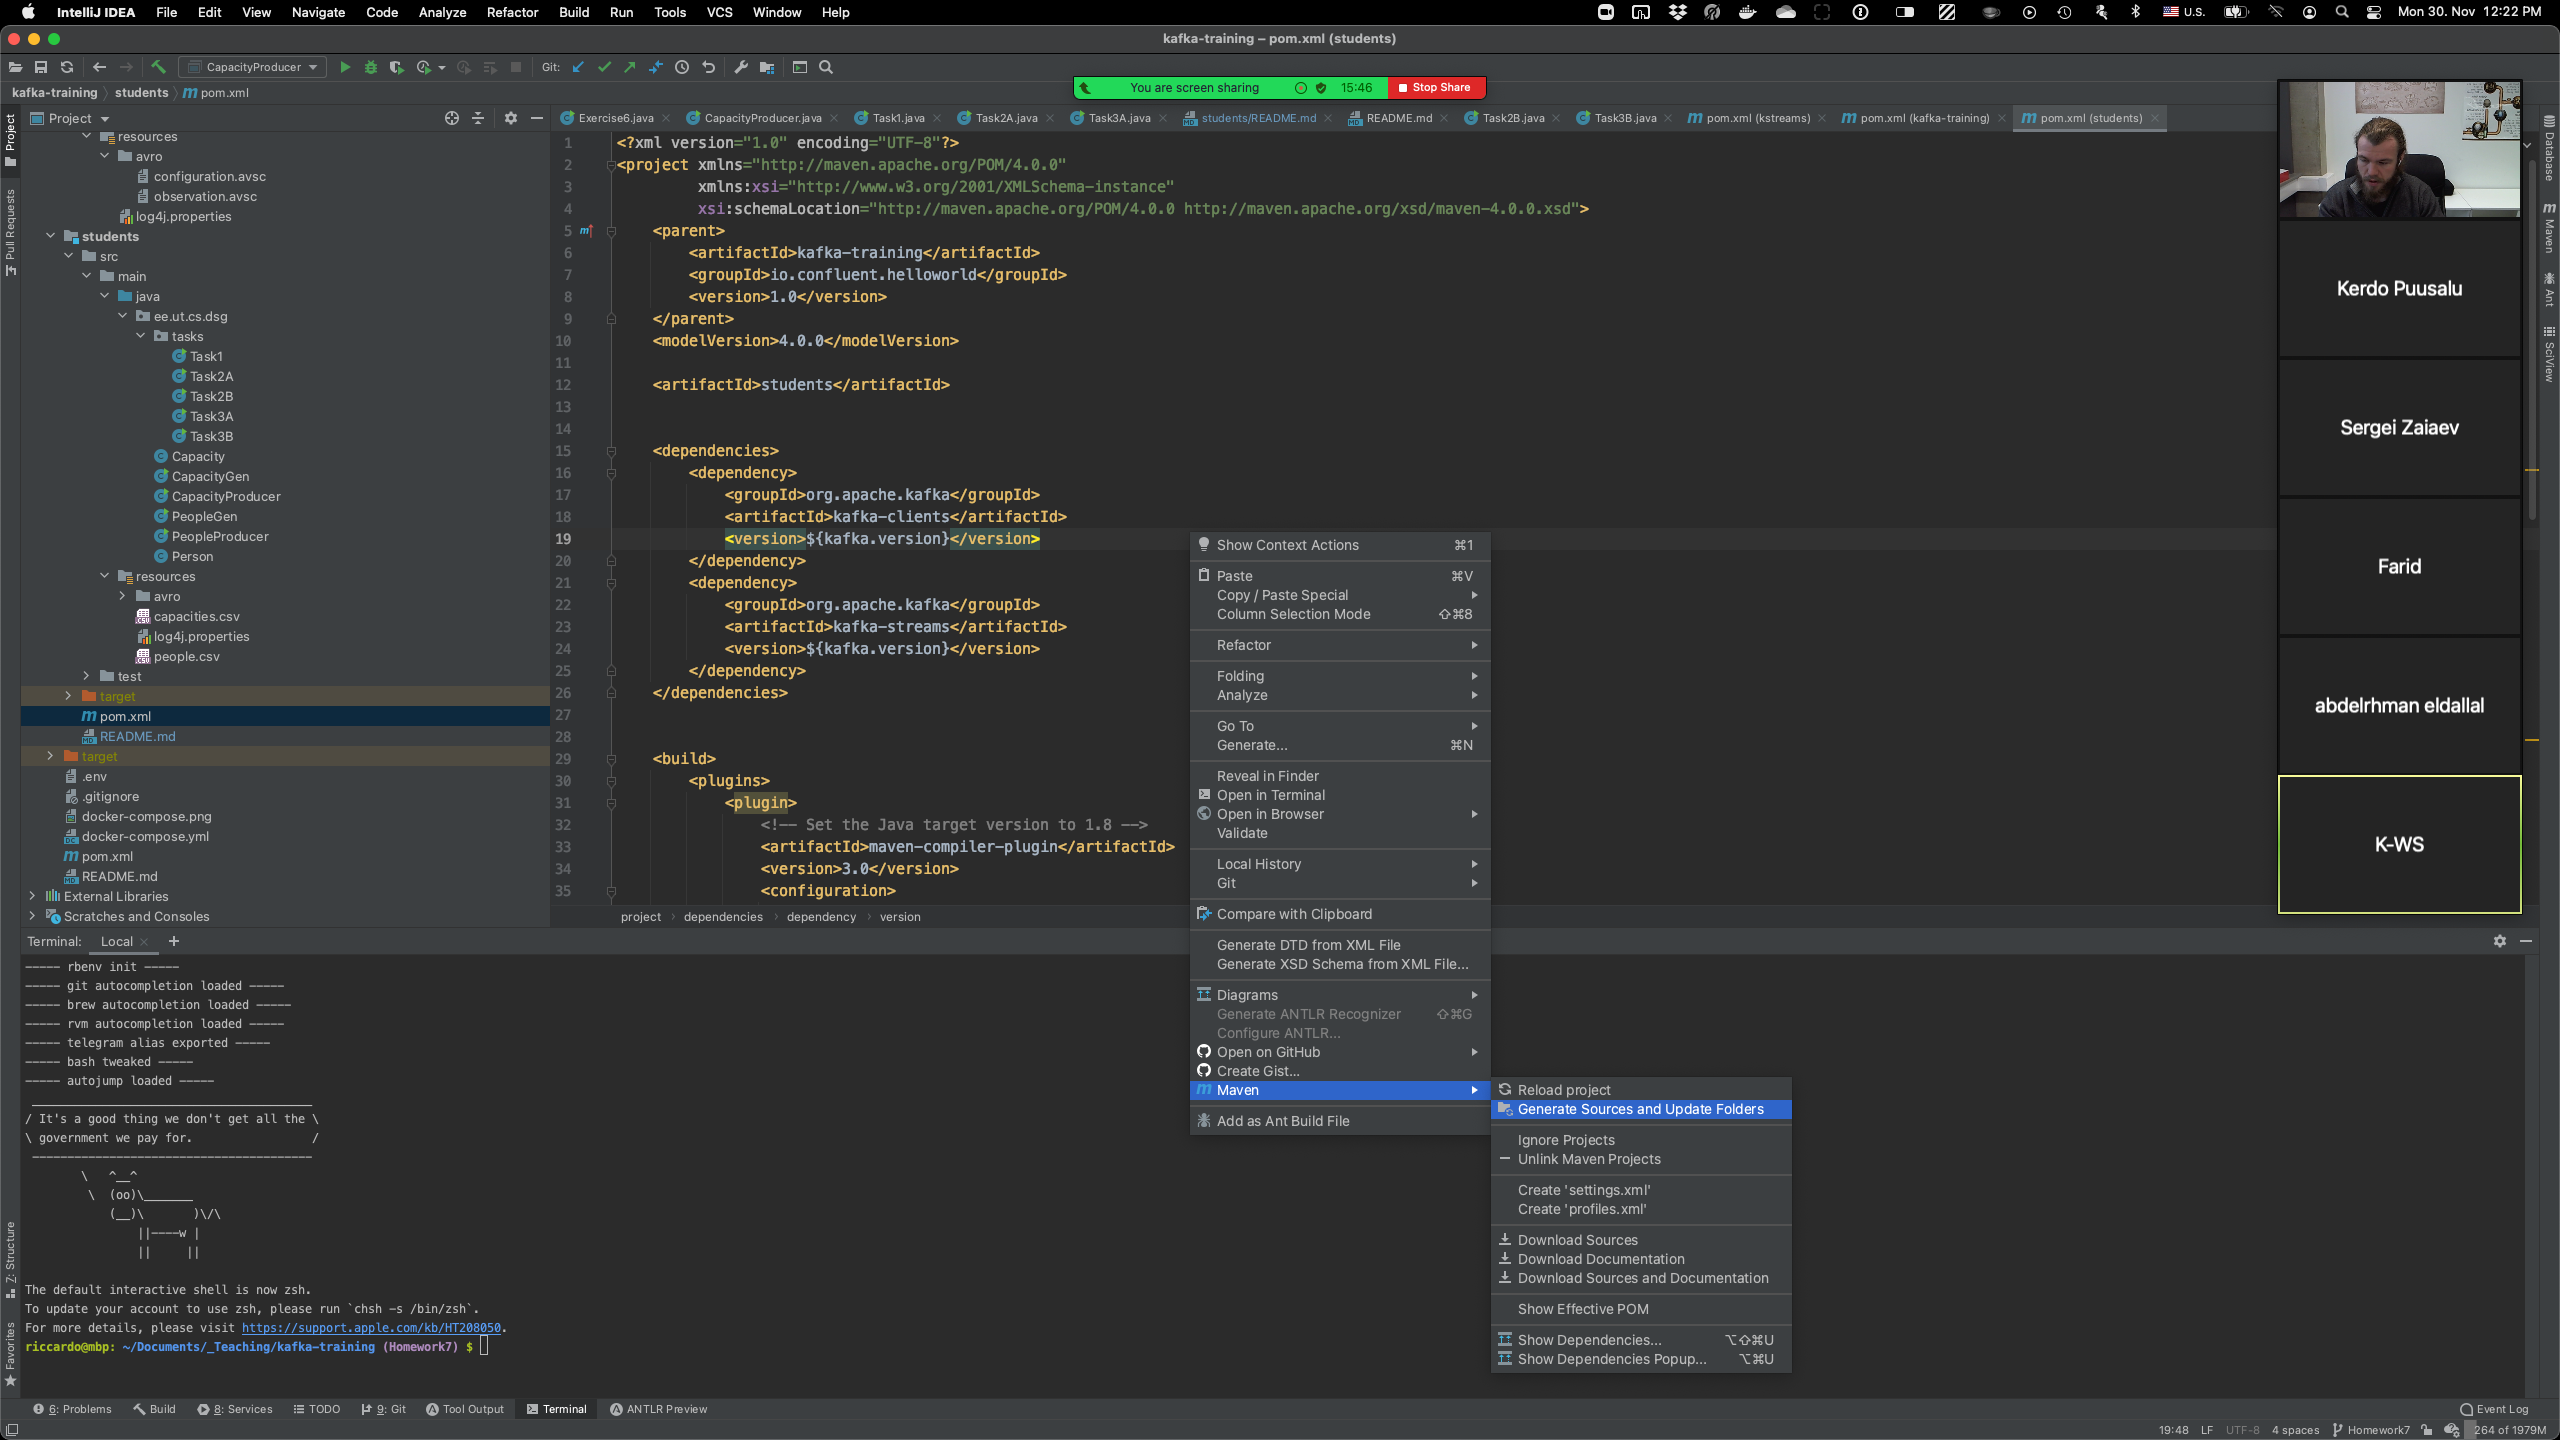 IntelliJ IDEA File Edit View Navigate Code Analyze Refactor Build Run Tools VCS Window Help U.S. Mon 30. Nov 12:22 PM
kafka-training – pom.xml (students)
CapacityProducer Git:
You are screen sharing 15:46 Stop Share
kafka-training students pom.xml
Project
Exercise6.java CapacityProducer.java Task1.java Task2A.java Task3A.java students/README.md README.md Task2B.java Task3B.java pom.xml (kstreams) pom.xml (kafka-training) pom.xml (students)
Project
Pull Requests
resources
avro
configuration.avsc
observation.avsc
log4j.properties
students
src
main
java
ee.ut.cs.dsg
tasks
Task1
Task2A
Task2B
Task3A
Task3B
Capacity
CapacityGen
CapacityProducer
PeopleGen
PeopleProducer
Person
resources
avro
capacities.csv
log4j.properties
people.csv
test
target
pom.xml
README.md
target
.env
.gitignore
docker-compose.png
docker-compose.yml
pom.xml
README.md
External Libraries
Scratches and Consoles
1 <?xml version="1.0" encoding="UTF-8"?>
2 <project xmlns="http://maven.apache.org/POM/4.0.0"
3 xmlns:xsi="http://www.w3.org/2001/XMLSchema-instance"
4 xsi:schemaLocation="http://maven.apache.org/POM/4.0.0 http://maven.apache.org/xsd/maven-4.0.0.xsd">
5 <parent>
6 <artifactId>kafka-training</artifactId>
7 <groupId>io.confluent.helloworld</groupId>
8 <version>1.0</version>
9 </parent>
10 <modelVersion>4.0.0</modelVersion>
11
12 <artifactId>students</artifactId>
13
14
15 <dependencies>
16 <dependency>
17 <groupId>org.apache.kafka</groupId>
18 <artifactId>kafka-clients</artifactId>
19 <version>${kafka.version}</version>
20 </dependency>
21 <dependency>
22 <groupId>org.apache.kafka</groupId>
23 <artifactId>kafka-streams</artifactId>
24 <version>${kafka.version}</version>
25 </dependency>
26 </dependencies>
27
28
29 <build>
30 <plugins>
31 <plugin>
32 <!-- Set the Java target version to 1.8 -->
33 <artifactId>maven-compiler-plugin</artifactId>
34 <version>3.0</version>
35 <configuration>
project dependencies dependency version
Show Context Actions ⌘1
Paste ⌘V
Copy / Paste Special
Column Selection Mode ⇧⌘8
Refactor
Folding
Analyze
Go To
Generate... ⌘N
Reveal in Finder
Open in Terminal
Open in Browser
Validate
Local History
Git
Compare with Clipboard
Generate DTD from XML File
Generate XSD Schema from XML File...
Diagrams
Generate ANTLR Recognizer ⇧⌘G
Configure ANTLR...
Open on GitHub
Create Gist...
Maven
Add as Ant Build File
Reload project
Generate Sources and Update Folders
Ignore Projects
Unlink Maven Projects
Create 'settings.xml'
Create 'profiles.xml'
Download Sources
Download Documentation
Download Sources and Documentation
Show Effective POM
Show Dependencies... ⌥⇧⌘U
Show Dependencies Popup... ⌥⌘U
Kerdo Puusalu
Sergei Zaiaev
Farid
abdelrhman eldallal
K-WS
Database
Maven
Ant
SciView
Terminal: Local
----- rbenv init -----
----- git autocompletion loaded -----
----- brew autocompletion loaded -----
----- rvm autocompletion loaded -----
----- telegram alias exported -----
----- bash tweaked -----
----- autojump loaded -----
 ________________________________________
/ It's a good thing we don't get all the \
\ government we pay for.                 /
 ----------------------------------------
        \   ^__^
         \  (oo)\_______
            (__)\       )\/\
                ||----w |
                ||     ||
The default interactive shell is now zsh.
To update your account to use zsh, please run `chsh -s /bin/zsh`.
For more details, please visit https://support.apple.com/kb/HT208050.
riccardo@mbp: ~/Documents/_Teaching/kafka-training (Homework7) $
Z: Structure
Favorites
6: Problems Build 8: Services TODO 9: Git Tool Output Terminal ANTLR Preview Event Log
19:48 LF UTF-8 4 spaces Homework7 264 of 1979M